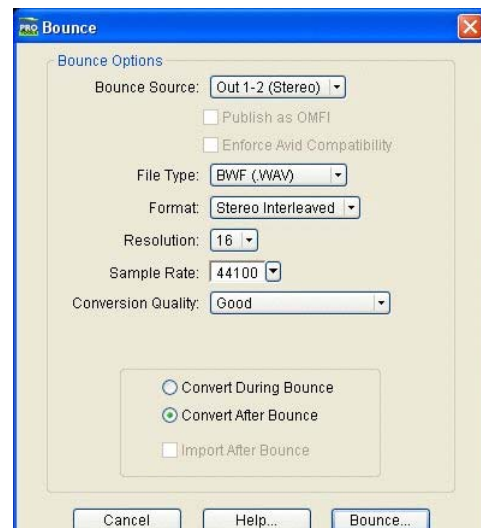 PRO Bounce
Bounce Options
Bounce Source: Out 1-2 (Stereo)
Publish as OMFI
Enforce Avid Compatibility
File Type: BWF (.WAV)
Format: Stereo Interleaved
Resolution: 16
Sample Rate: 44100
Conversion Quality: Good
Convert During Bounce
Convert After Bounce
Import After Bounce
Cancel Help... Bounce...